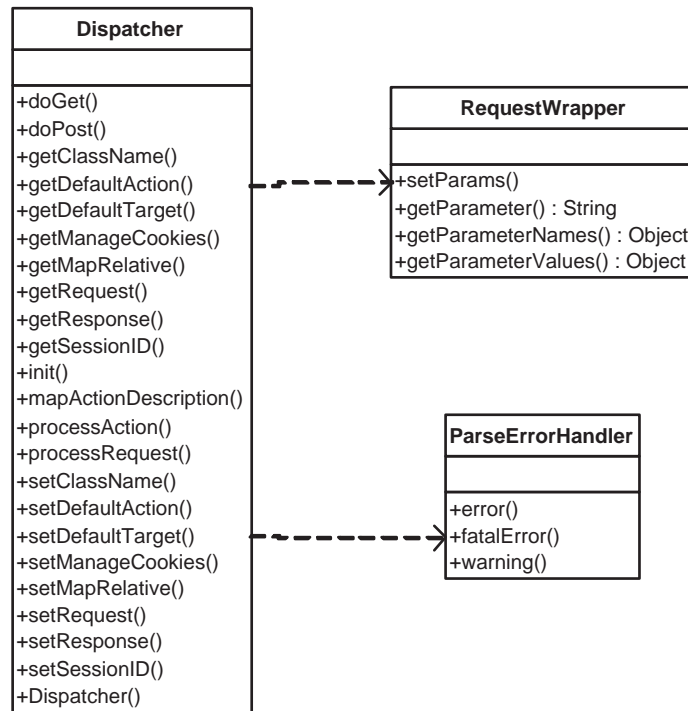 Dispatcher
+doGet()
+doPost()
+getClassName()
+getDefaultAction()
+getDefaultTarget()
+getManageCookies()
+getMapRelative()
+getRequest()
+getResponse()
+getSessionID()
+init()
+mapActionDescription()
+processAction()
+processRequest()
+setClassName()
+setDefaultAction()
+setDefaultTarget()
+setManageCookies()
+setMapRelative()
+setRequest()
+setResponse()
+setSessionID()
+Dispatcher()
RequestWrapper
+setParams()
+getParameter() : String
+getParameterNames() : Object
+getParameterValues() : Object
ParseErrorHandler
+error()
+fatalError()
+warning()